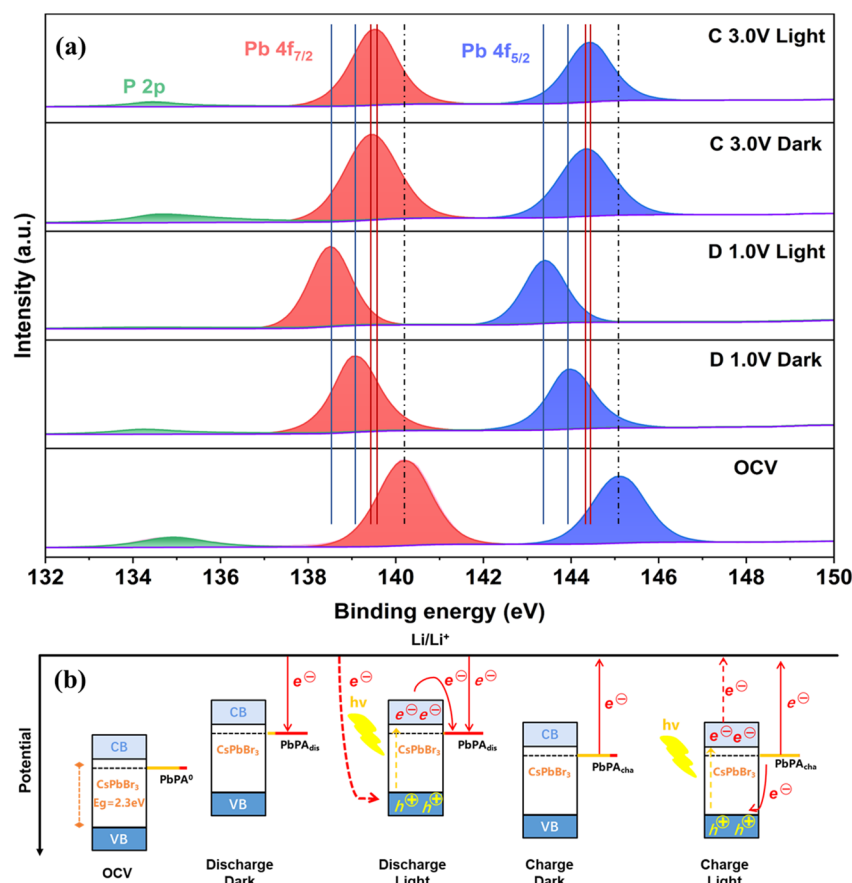 (a)
Pb 4f7/2
Pb 4f5/2
C 3.0V Light
P 2p
C 3.0V Dark
D 1.0V Light
D 1.0V Dark
OCV
Intensity (a.u.)
132 134 136 138 140 142 144 146 148 150
Binding energy (eV)
Li/Li+
(b)
Potential
CB
CsPbBr3
Eg=2.3eV
VB
PbPA0
OCV
e⊖
CB
CsPbBr3
VB
PbPAdis
Discharge
Dark
e⊖
hv
e⊖
e⊖
CB
e⊖ e⊖
CsPbBr3
PbPAdis
h⊕ h⊕
VB
Discharge
Light
CB
CsPbBr3
VB
e⊖
PbPAcha
Charge
Dark
hv
e⊖
e⊖
CB
e⊖ e⊖
CsPbBr3
PbPAcha
e⊖
h⊕ h⊕
VB
Charge
Light